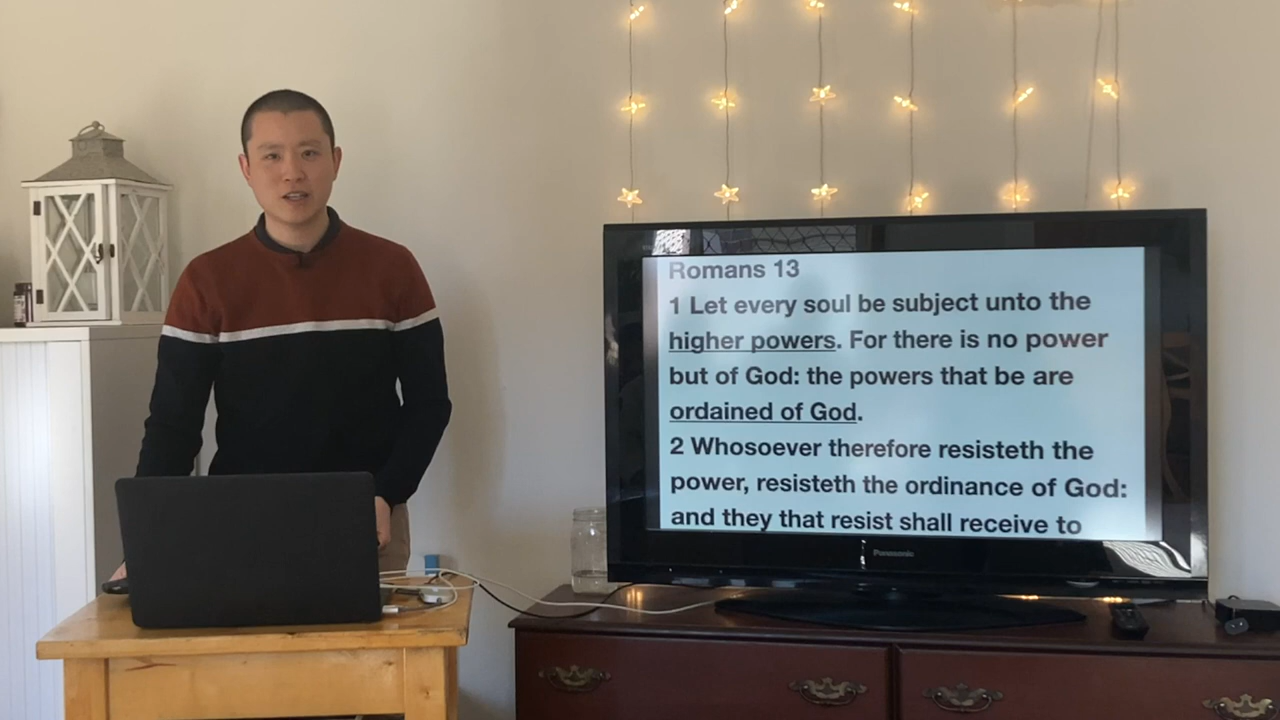 Romans 13
1 Let every soul be subject unto the
higher powers. For there is no power
but of God: the powers that be are
ordained of God.
2 Whosoever therefore resisteth the
power, resisteth the ordinance of God:
and they that resist shall receive to
Panasonic